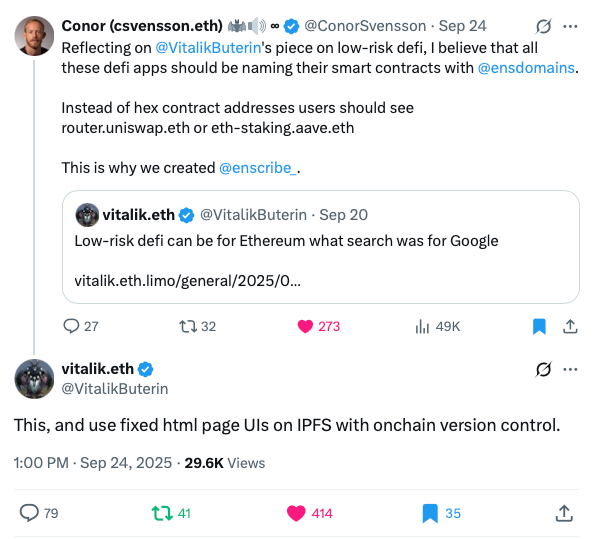 Conor (csvensson.eth) 🦇🔊 ∞ @ConorSvensson · Sep 24
Reflecting on @VitalikButerin's piece on low-risk defi, I believe that all
these defi apps should be naming their smart contracts with @ensdomains.
Instead of hex contract addresses users should see
router.uniswap.eth or eth-staking.aave.eth
This is why we created @enscribe_.
vitalik.eth @VitalikButerin · Sep 20
Low-risk defi can be for Ethereum what search was for Google
vitalik.eth.limo/general/2025/0...
27 32 273 49K
vitalik.eth
@VitalikButerin
This, and use fixed html page UIs on IPFS with onchain version control.
1:00 PM · Sep 24, 2025 · 29.6K Views
79 41 414 35